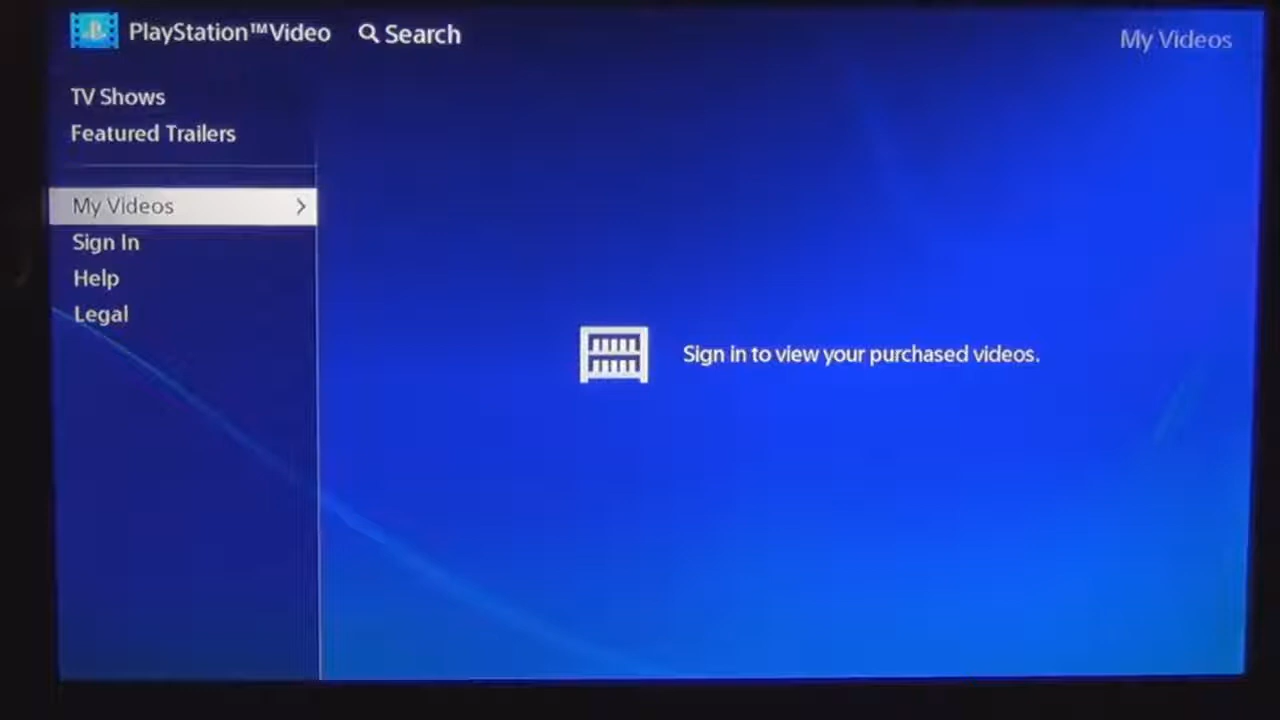 PlayStation™Video
Search
My Videos
TV Shows
Featured Trailers
My Videos
Sign In
Help
Legal
Sign in to view your purchased videos.